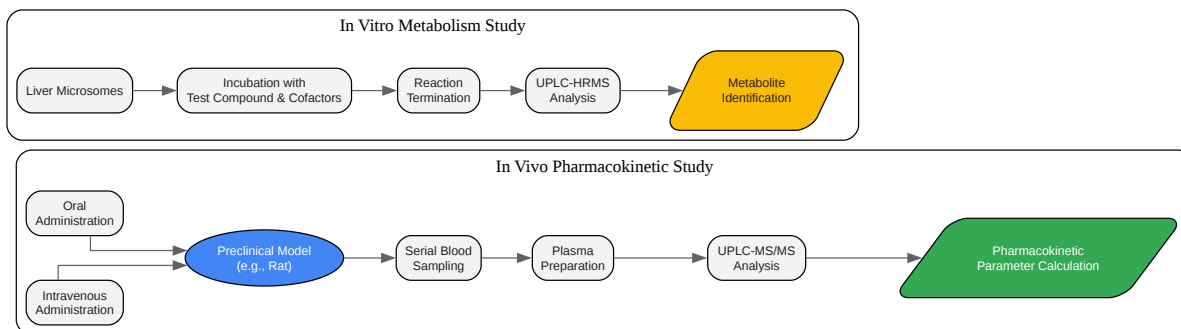 In Vitro Metabolism Study
Liver Microsomes
Incubation with
Test Compound & Cofactors
Reaction
Termination
UPLC-HRMS
Analysis
Metabolite
Identification
In Vivo Pharmacokinetic Study
Oral
Administration
Intravenous
Administration
Preclinical Model
(e.g., Rat)
Serial Blood
Sampling
Plasma
Preparation
UPLC-MS/MS
Analysis
Pharmacokinetic
Parameter Calculation